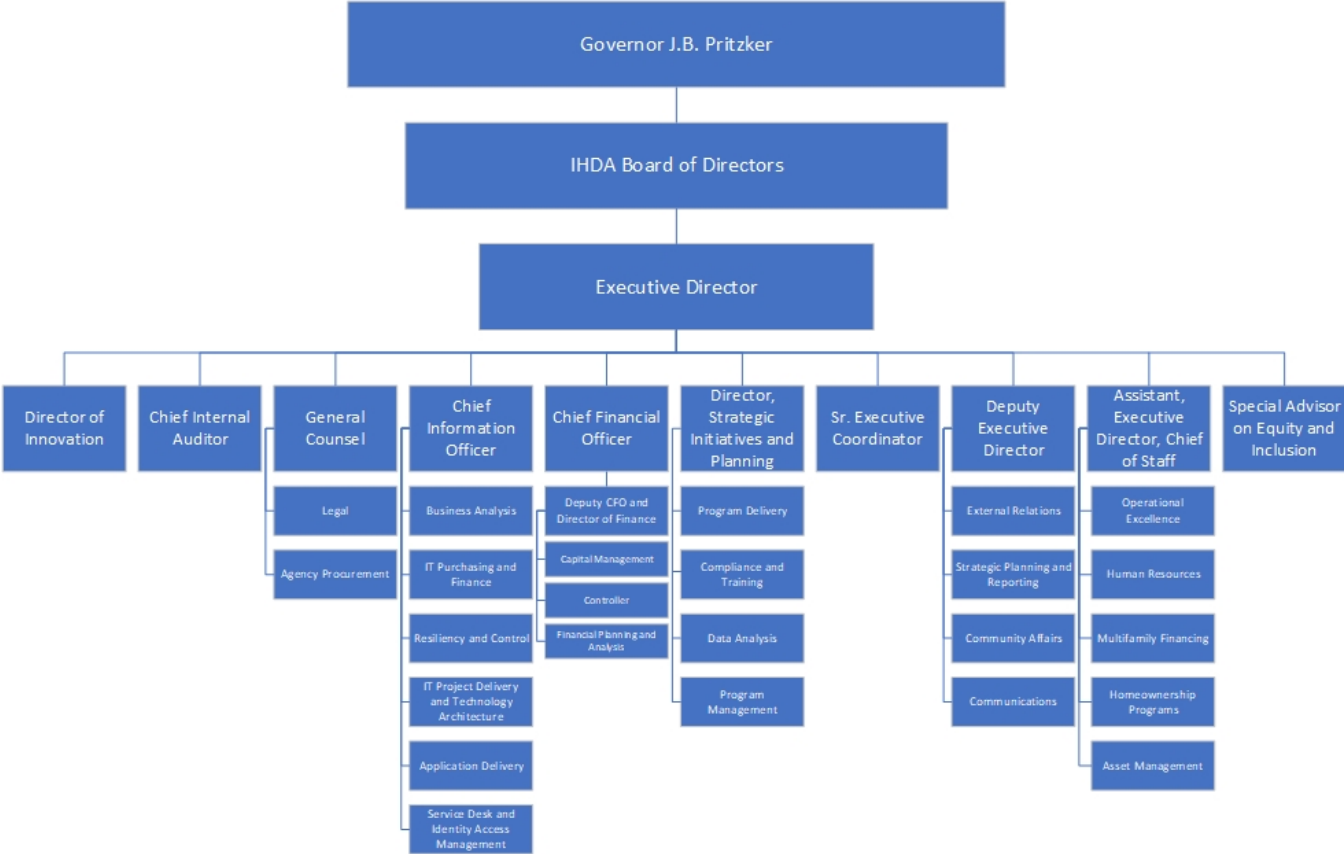 Governor J.B. Pritzker
IHDA Board of Directors
Executive Director
Director of
Innovation
Chief Internal
Auditor
General
Counsel
Chief
Information
Officer
Chief Financial
Officer
Director,
Strategic
Initiatives and
Planning
Sr. Executive
Coordinator
Deputy
Executive
Director
Assistant,
Executive
Director, Chief
of Staff
Special Advisor
on Equity and
Inclusion
Legal
Agency Procurement
Business Analysis
IT Purchasing and
Finance
Resiliency and Control
IT Project Delivery
and Technology
Architecture
Application Delivery
Service Desk and
Identity Access
Management
Deputy CFO and
Director of Finance
Capital Management
Controller
Financial Planning and
Analysis
Program Delivery
Compliance and
Training
Data Analysis
Program
Management
External Relations
Strategic Planning and
Reporting
Community Affairs
Communications
Operational
Excellence
Human Resources
Multifamily Financing
Homeownership
Programs
Asset Management